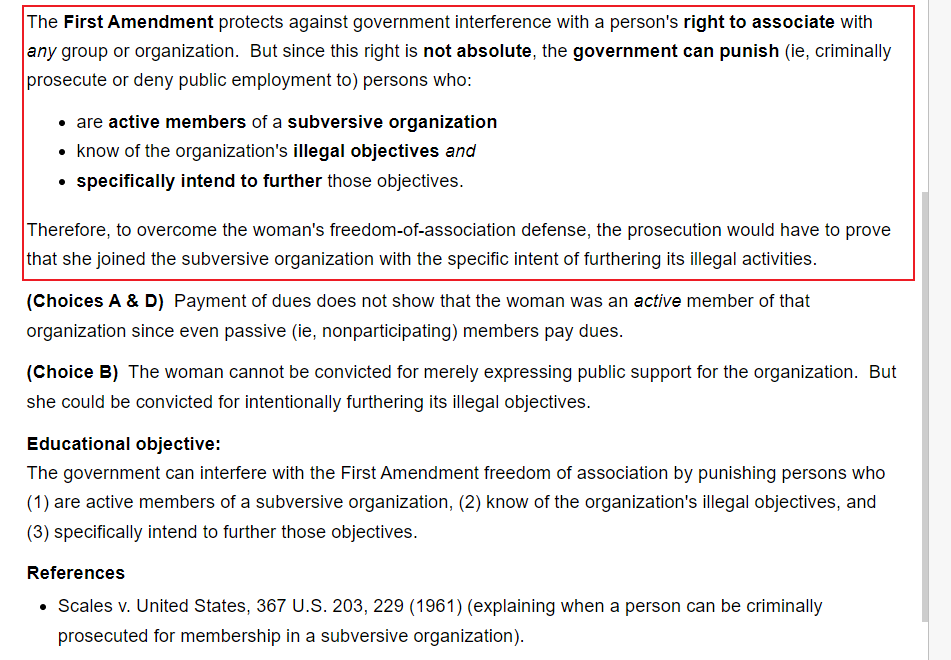 The First Amendment protects against government interference with a person's right to associate with
any group or organization.  But since this right is not absolute, the government can punish (ie, criminally
prosecute or deny public employment to) persons who:
• are active members of a subversive organization
• know of the organization's illegal objectives and
• specifically intend to further those objectives.
Therefore, to overcome the woman's freedom-of-association defense, the prosecution would have to prove
that she joined the subversive organization with the specific intent of furthering its illegal activities.
(Choices A & D)  Payment of dues does not show that the woman was an active member of that
organization since even passive (ie, nonparticipating) members pay dues.
(Choice B)  The woman cannot be convicted for merely expressing public support for the organization.  But
she could be convicted for intentionally furthering its illegal objectives.
Educational objective:
The government can interfere with the First Amendment freedom of association by punishing persons who
(1) are active members of a subversive organization, (2) know of the organization's illegal objectives, and
(3) specifically intend to further those objectives.
References
• Scales v. United States, 367 U.S. 203, 229 (1961) (explaining when a person can be criminally
prosecuted for membership in a subversive organization).